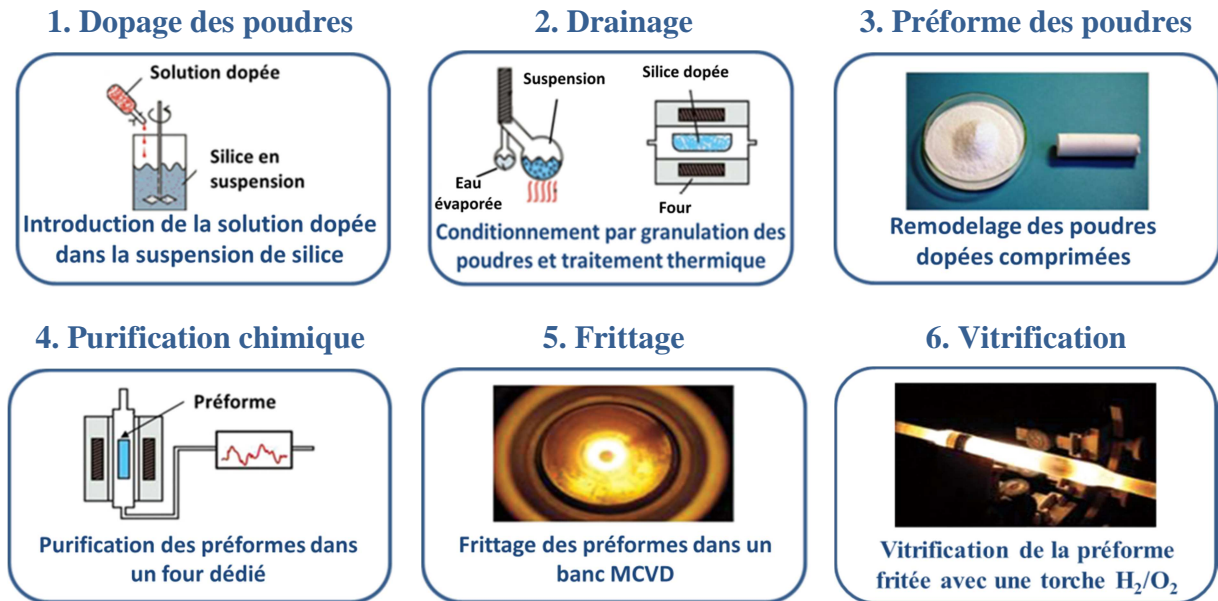 1. Dopage des poudres
Solution dopée
Silice en
suspension
Introduction de la solution dopée
dans la suspension de silice
2. Drainage
Suspension
Silice dopée
Eau
évaporée
Four
Conditionnement par granulation des
poudres et traitement thermique
3. Préforme des poudres
Remodelage des poudres
dopées comprimées
4. Purification chimique
Préforme
Purification des préformes dans
un four dédié
5. Frittage
Frittage des préformes dans un
banc MCVD
6. Vitrification
Vitrification de la préforme
fritée avec une torche H₂/O₂